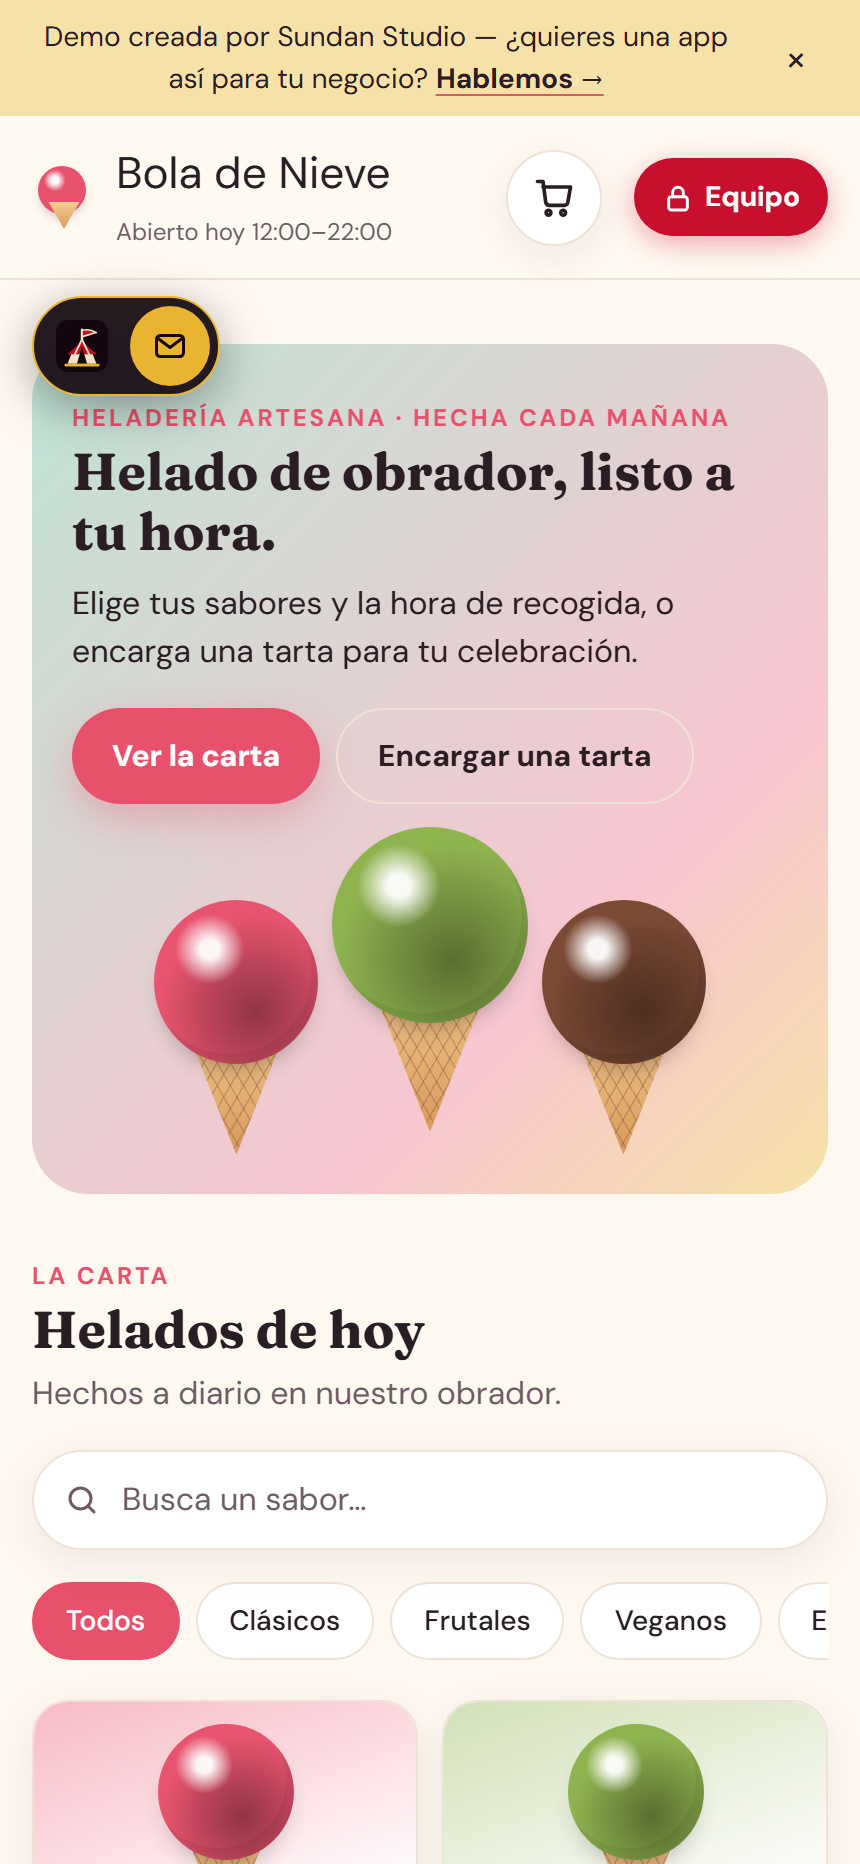 Demo creada por Sundan Studio — ¿quieres una app
así para tu negocio? Hablemos →
×
Bola de Nieve
Abierto hoy 12:00–22:00
Equipo
HELADERÍA ARTESANA · HECHA CADA MAÑANA
Helado de obrador, listo a
tu hora.
Elige tus sabores y la hora de recogida, o
encarga una tarta para tu celebración.
Ver la carta
Encargar una tarta
LA CARTA
Helados de hoy
Hechos a diario en nuestro obrador.
Busca un sabor...
Todos
Clásicos
Frutales
Veganos
E